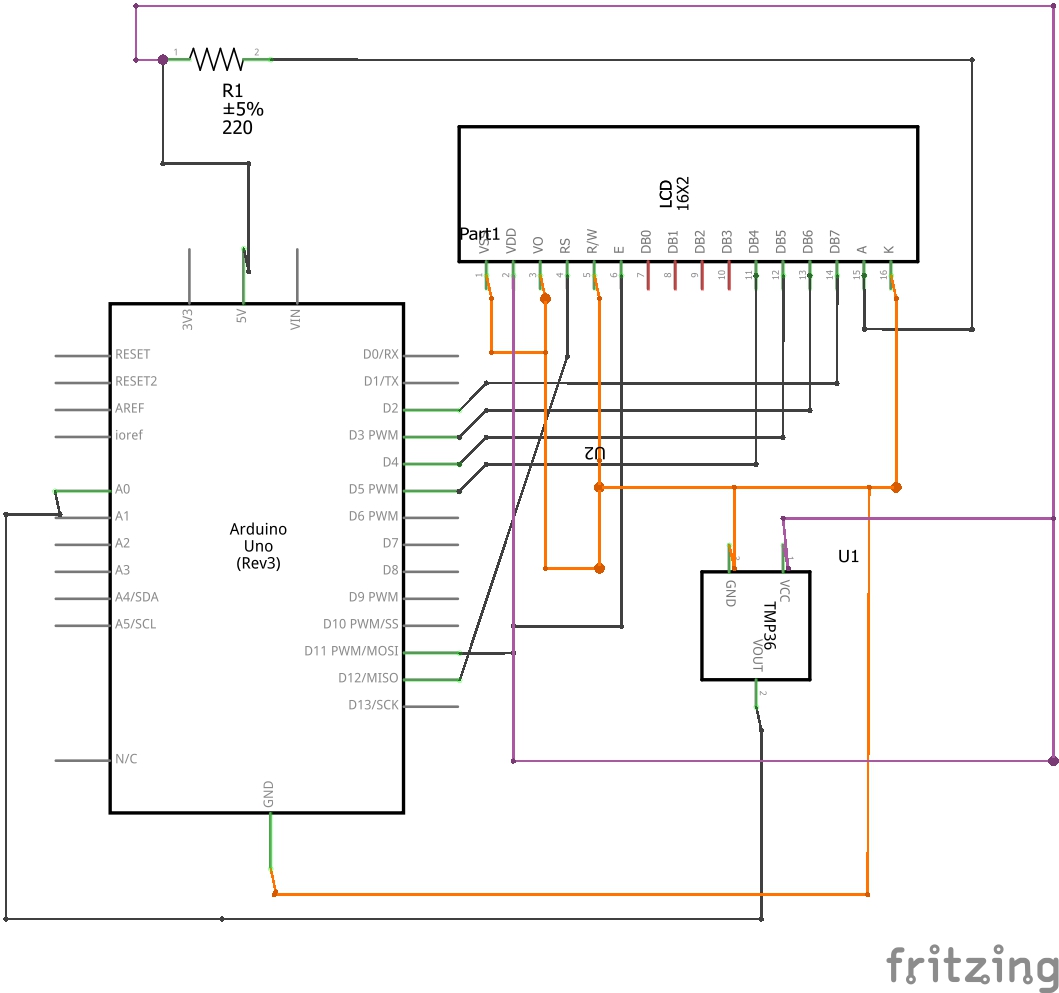 1 2
R1
±5%
220
LCD
16X2
Part1
VSS
VDD
VO
RS
R/W
E
DB0
DB1
DB2
DB3
DB4
DB5
DB6
DB7
A
K
1
2
3
4
5
6
7
8
9
10
11
12
13
14
15
16
3V3
5V
VIN
RESET
RESET2
AREF
ioref
A0
A1
A2
A3
A4/SDA
A5/SCL
N/C
D0/RX
D1/TX
D2
D3 PWM
D4
D5 PWM
D6 PWM
D7
D8
D9 PWM
D10 PWM/SS
D11 PWM/MOSI
D12/MISO
D13/SCK
Arduino
Uno
(Rev3)
GND
U2
U1
3
1
GND
VCC
TMP36
VOUT
2
fritzing